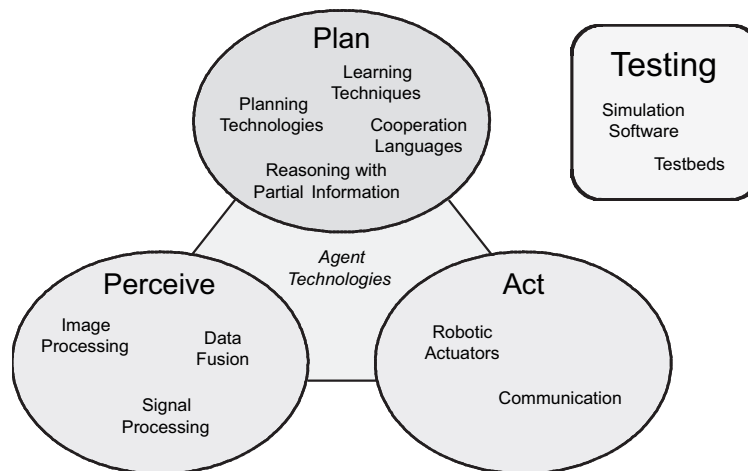 Plan
Learning
Techniques
Planning
Technologies
Cooperation
Languages
Reasoning with
Partial Information
Testing
Simulation
Software
Testbeds
Agent
Technologies
Perceive
Image
Processing
Data
Fusion
Signal
Processing
Act
Robotic
Actuators
Communication